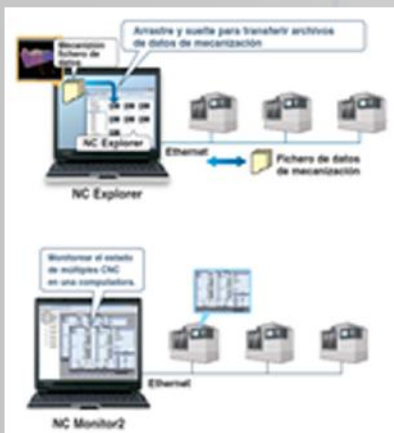 Arrastre y suelte para transferir archivos
de datos de mecanización
Mecanizion
fichero de
datos
NC Explorer
Ethernet
Fichero de datos
de mecanización
NC Explorer
Monitorear el estado
de múltiples CNC
en una computadora.
Ethernet
NC Monitor2